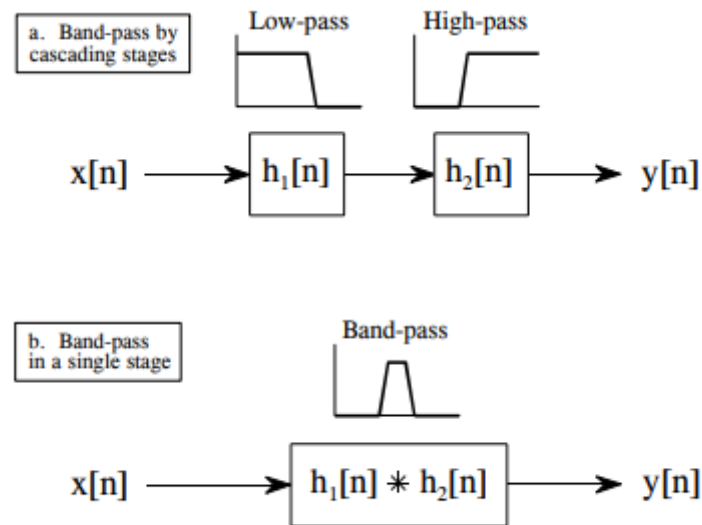 a. Band-pass by
cascading stages
Low-pass
High-pass
x[n]
h₁[n]
h₂[n]
y[n]
b. Band-pass
in a single stage
Band-pass
x[n]
h₁[n] ∗ h₂[n]
y[n]